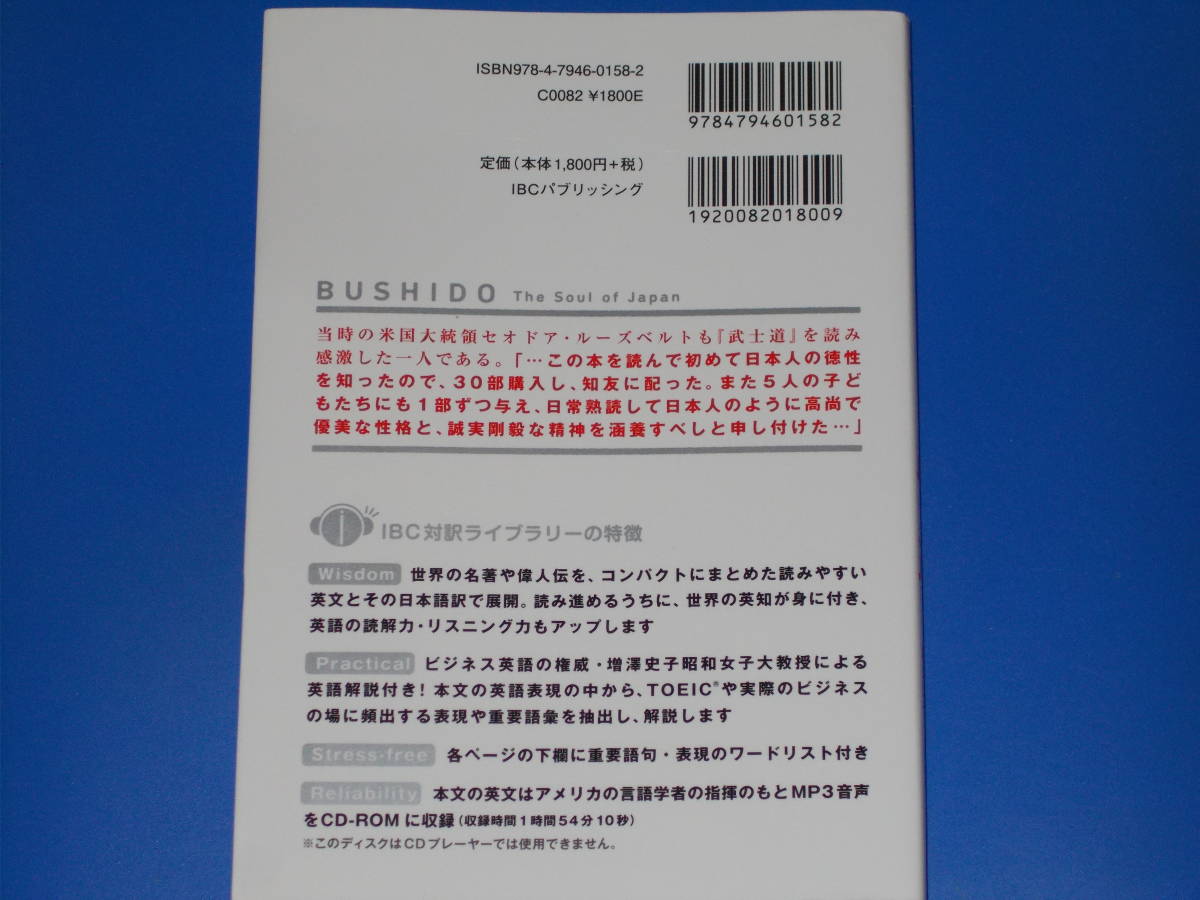 ISBN978-4-7946-0158-2
C0082 ¥1800E
9784794601582
定価(本体1,800円+税)
IBCパブリッシング
1920082018009
BUSHIDO The Soul of Japan
当時の米国大統領セオドア・ルーズベルトも『武士道』を読み
感激した一人である。「…この本を読んで初めて日本人の徳性
を知ったので、30部購入し、知友に配った。また5人の子ど
もたちにも1部ずつ与え、日常熟読して日本人のように高尚で
優美な性格と、誠実剛毅な精神を涵養すべしと申し付けた…」
i IBC対訳ライブラリーの特徴
Wisdom 世界の名著や偉人伝を、コンパクトにまとめた読みやすい
英文とその日本語訳で展開。読み進めるうちに、世界の英知が身に付き、
英語の読解力・リスニング力もアップします
Practical ビジネス英語の権威・増澤史子昭和女子大教授による
英語解説付き! 本文の英語表現の中から、TOEIC®や実際のビジネス
の場に頻出する表現や重要語彙を抽出し、解説します
Stress-free 各ページの下欄に重要語句・表現のワードリスト付き
Reliability 本文の英文はアメリカの言語学者の指揮のもとMP3音声
をCD-ROMに収録(収録時間1時間54分10秒)
※このディスクはCDプレーヤーでは使用できません。